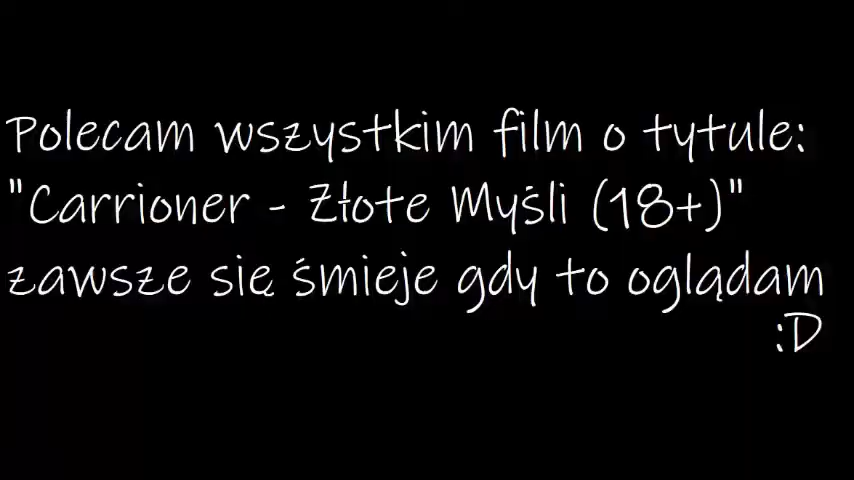 Polecam wszystkim film o tytule:
"Carrioner - Złote Myśli (18+)"
zawsze się śmieje gdy to oglądam
:D